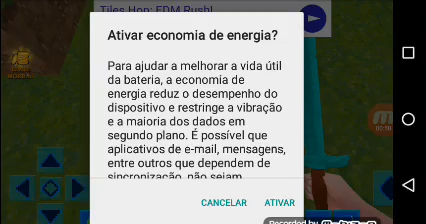 Tiles Hop: EDM Rush!
Ativar economia de energia?
Para ajudar a melhorar a vida útil
da bateria, a economia de
energia reduz o desempenho do
dispositivo e restringe a vibração
e a maioria dos dados em
segundo plano. É possível que
aplicativos de e-mail, mensagens,
entre outros que dependem de
sincronização, não sejam
CANCELAR ATIVAR
Recorded by